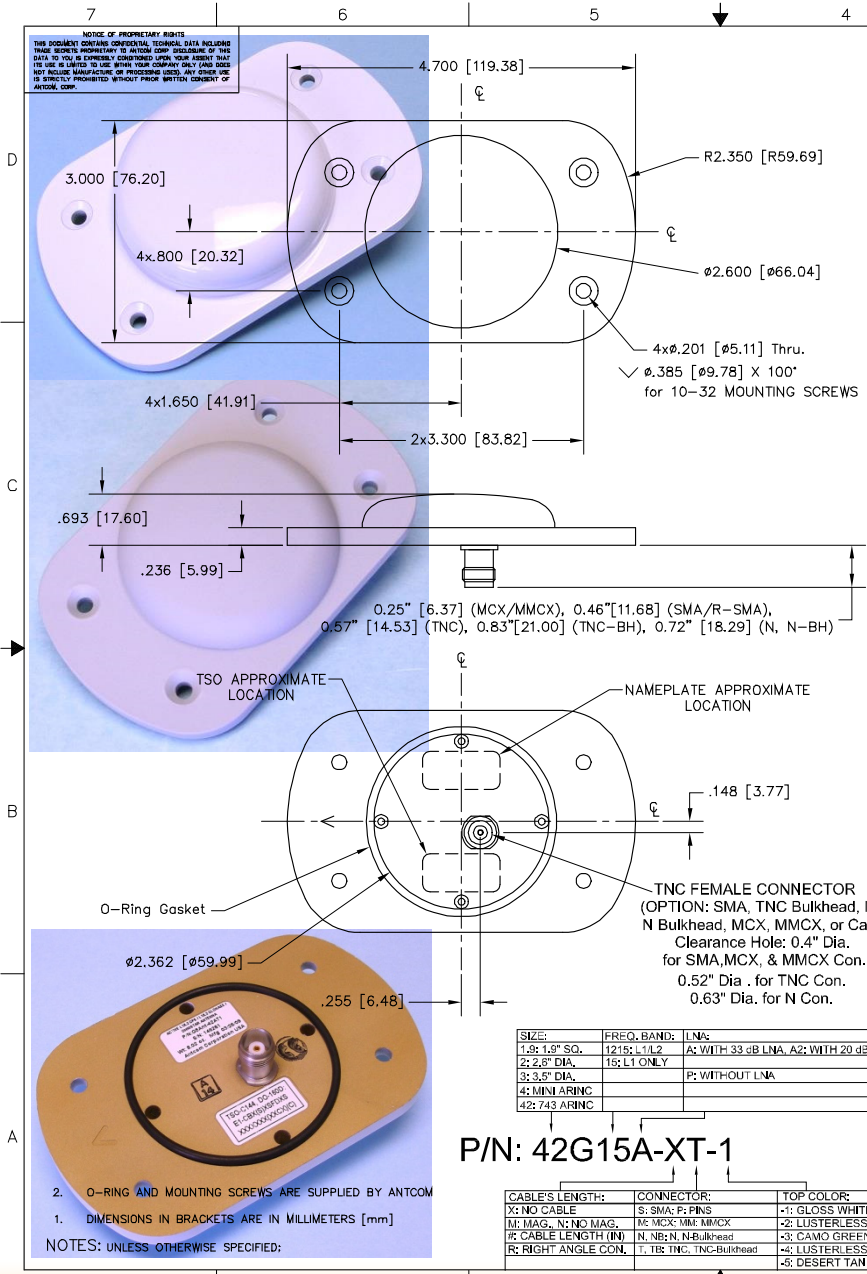 7
6
5
4
NOTICE OF PROPRIETARY RIGHTS
THIS DOCUMENT CONTAINS CONFIDENTIAL TECHNICAL DATA INCLUDING
TRADE SECRETS PROPRIETARY TO ANTCOM CORP DISCLOSURE OF THIS
DATA TO YOU IS EXPRESSLY CONDITIONED UPON YOUR ASSENT THAT
ITS USE IS LIMITED TO USE WITHIN YOUR COMPANY ONLY (AND DOES
NOT INCLUDE MANUFACTURE OR PROCESSING USES). ANY OTHER USE
IS STRICTLY PROHIBITED WITHOUT PRIOR WRITTEN CONSENT OF
ANTCOM, CORP.
4.700 [119.38]
D
3.000 [76.20]
R2.350 [R59.69]
4x.800 [20.32]
ø2.600 [ø66.04]
4xø.201 [ø5.11] Thru.
ø.385 [ø9.78] X 100°
for 10-32 MOUNTING SCREWS
4x1.650 [41.91]
2x3.300 [83.82]
C
.693 [17.60]
.236 [5.99]
0.25" [6.37] (MCX/MMCX), 0.46"[11.68] (SMA/R-SMA),
0.57" [14.53] (TNC), 0.83"[21.00] (TNC-BH), 0.72" [18.29] (N, N-BH)
TSO APPROXIMATE
LOCATION
NAMEPLATE APPROXIMATE
LOCATION
B
.148 [3.77]
O-Ring Gasket
TNC FEMALE CONNECTOR
(OPTION: SMA, TNC Bulkhead,
N Bulkhead, MCX, MMCX, or
Clearance Hole: 0.4" Dia.
for SMA,MCX, & MMCX Con.
0.52" Dia . for TNC Con.
0.63" Dia. for N Con.
ø2.362 [ø59.99]
.255 [6.48]
Antcom Corporation USA
A
14
TSO-C144, DO-160D:
XXXXXX(XXCX)(C)
SIZE: FREQ. BAND: LNA:
1.9: 1.9" SQ. 1215: L1/L2 A: WITH 33 dB LNA, A2: WITH 20 dB
2: 2.6" DIA. 15: L1 ONLY
3: 3.5" DIA. P: WITHOUT LNA
4: MINI ARINC
42: 743 ARINC
A
P/N: 42G15A-XT-1
2. O-RING AND MOUNTING SCREWS ARE SUPPLIED BY ANTCOM
1. DIMENSIONS IN BRACKETS ARE IN MILLIMETERS [mm]
NOTES: UNLESS OTHERWISE SPECIFIED:
CABLE'S LENGTH: CONNECTOR: TOP COLOR:
X: NO CABLE S: SMA; P: PINS -1: GLOSS
M: MAG., N: NO MAG. M: MCX; MM: MMCX -2: LUSTERLESS
#: CABLE LENGTH (IN) N, NB: N, N-Bulkhead -3: CAMO GREEN
R: RIGHT ANGLE CON. T, TB: TNC, TNC-Bulkhead -4: LUSTERLESS
-5: DESERT TAN